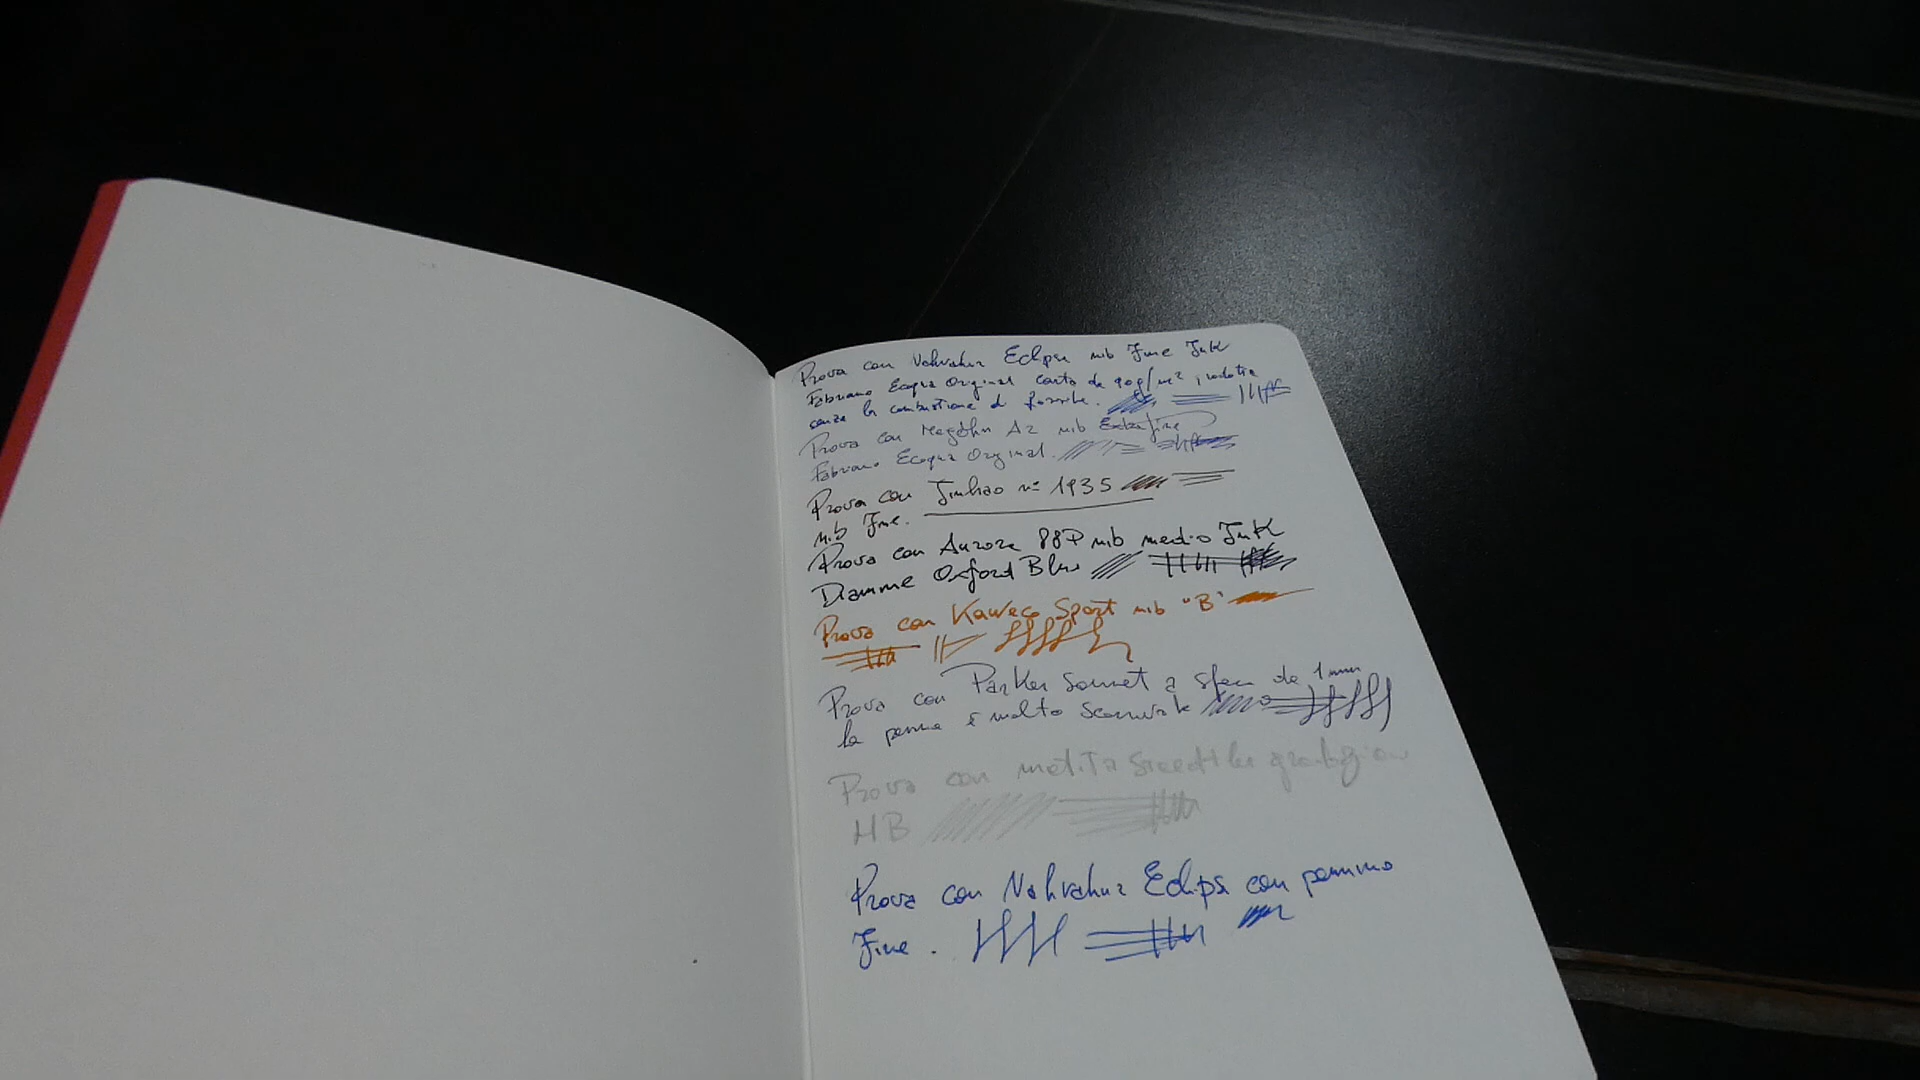 Prova con Nahvahur Eclipse nib Fine Ink
Fabriano Ecoqua Original carta da 90g/m²
senza la combustione di fossile.
Prova con Majohn A2 nib Extrafine
Fabriano Ecoqua Original.
Prova con Jinhao n° 1935
nib Fine.
Prova con Aurora 88P nib medio Ink
Diamine Oxford Blue
Prova con Kaweco Sport nib "B"
Prova con Parker Sonnet a sfera da 1mm
la penna è molto scorrevole
Prova con matita Staedtler gradazione
HB
Prova con Nahvahur Eclipse con pennino
Fine.